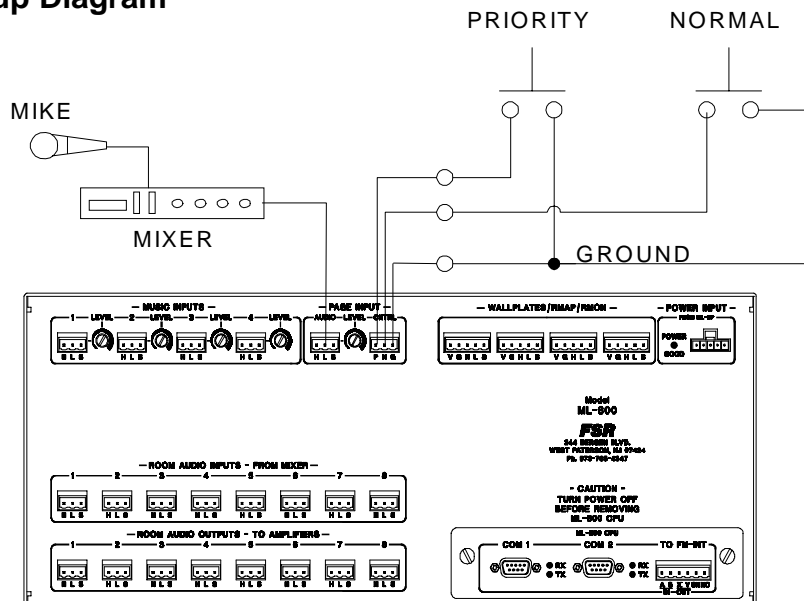 up Diagram
PRIORITY NORMAL
MIKE
MIXER
GROUND
MUSIC INPUTS
1 LEVEL 2 LEVEL 3 LEVEL 4 LEVEL
H L S H L S H L S H L S
PAGE INPUT
AUDIO LEVEL CNTRL
H L S P N G
WALLPLATES/RMAP/RMON
V G H L S V G H L S V G H L S V G H L S
POWER INPUT
POWER
GOOD
Model
ML-800
FSR
244 BERGEN BLVD.
WEST PATERSON, NJ 07424
- CAUTION -
TURN POWER OFF
BEFORE REMOVING
ML-800 CPU
ROOM AUDIO INPUTS - FROM MIXER
1 2 3 4 5 6 7 8
H L S H L S H L S H L S H L S H L S H L S H L S
ROOM AUDIO OUTPUTS - TO AMPLIFIERS
1 2 3 4 5 6 7 8
H L S H L S H L S H L S H L S H L S H L S H L S
ML-800 CPU
COM 1 COM 2 TO FM-INT
RX RX
TX TX